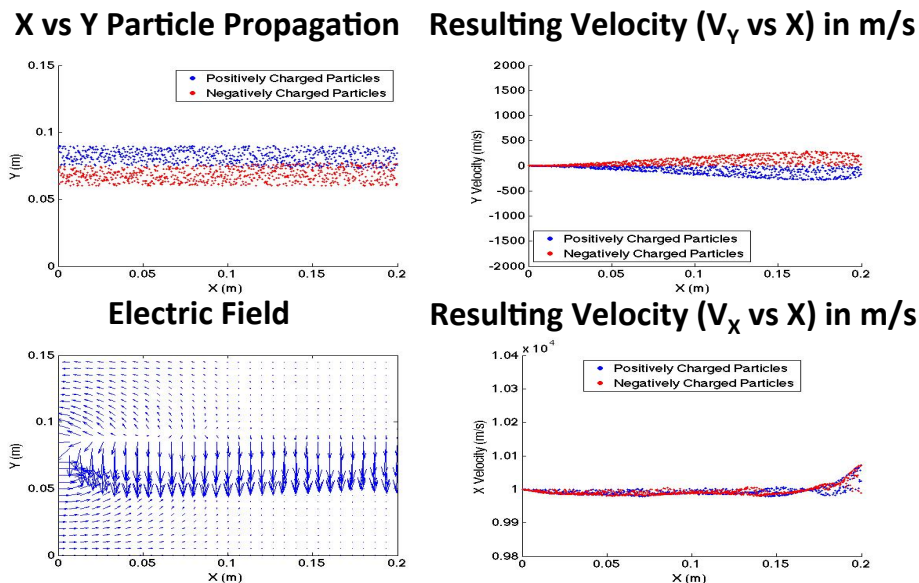 X vs Y Particle Propagation
0.15
0.1
0.05
0
Y (m)
Positively Charged Particles
Negatively Charged Particles
0 0.05 0.1 0.15 0.2
X (m)
Resulting Velocity (VY vs X) in m/s
2000
1500
1000
500
0
-500
-1000
-1500
-2000
Y Velocity (m/s)
Positively Charged Particles
Negatively Charged Particles
0 0.05 0.1 0.15 0.2
X (m)
Electric Field
0.15
0.1
0.05
0
Y (m)
0 0.05 0.1 0.15 0.2
X (m)
Resulting Velocity (VX vs X) in m/s
x 10^4
1.04
1.03
1.02
1.01
1
0.99
0.98
X Velocity (m/s)
Positively Charged Particles
Negatively Charged Particles
0 0.05 0.1 0.15 0.2
X (m)